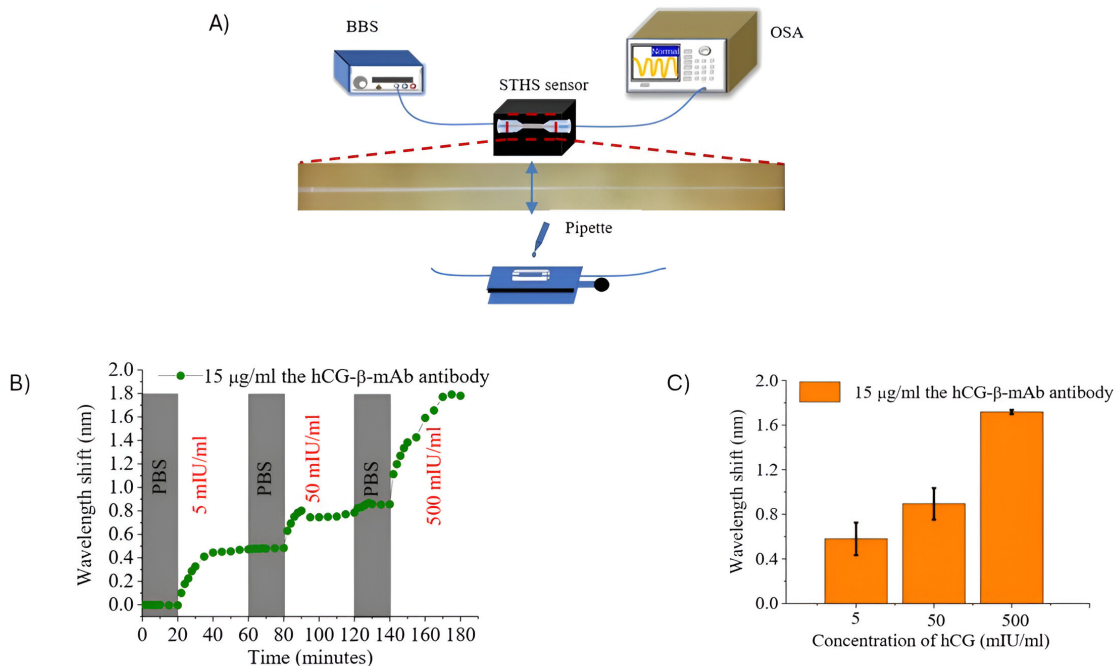 A)
BBS
OSA
Normal
STHS sensor
Pipette
B)
15 μg/ml the hCG-β-mAb antibody
Wavelength shift (nm)
2.0
1.8
1.6
1.4
1.2
1.0
0.8
0.6
0.4
0.2
0.0
PBS
5 mIU/ml
PBS
50 mIU/ml
PBS
500 mIU/ml
0 20 40 60 80 100 120 140 160 180
Time (minutes)
C)
15 μg/ml the hCG-β-mAb antibody
Wavelength shift (nm)
2.0
1.6
1.2
0.8
0.4
0.0
5 50 500
Concentration of hCG (mIU/ml)